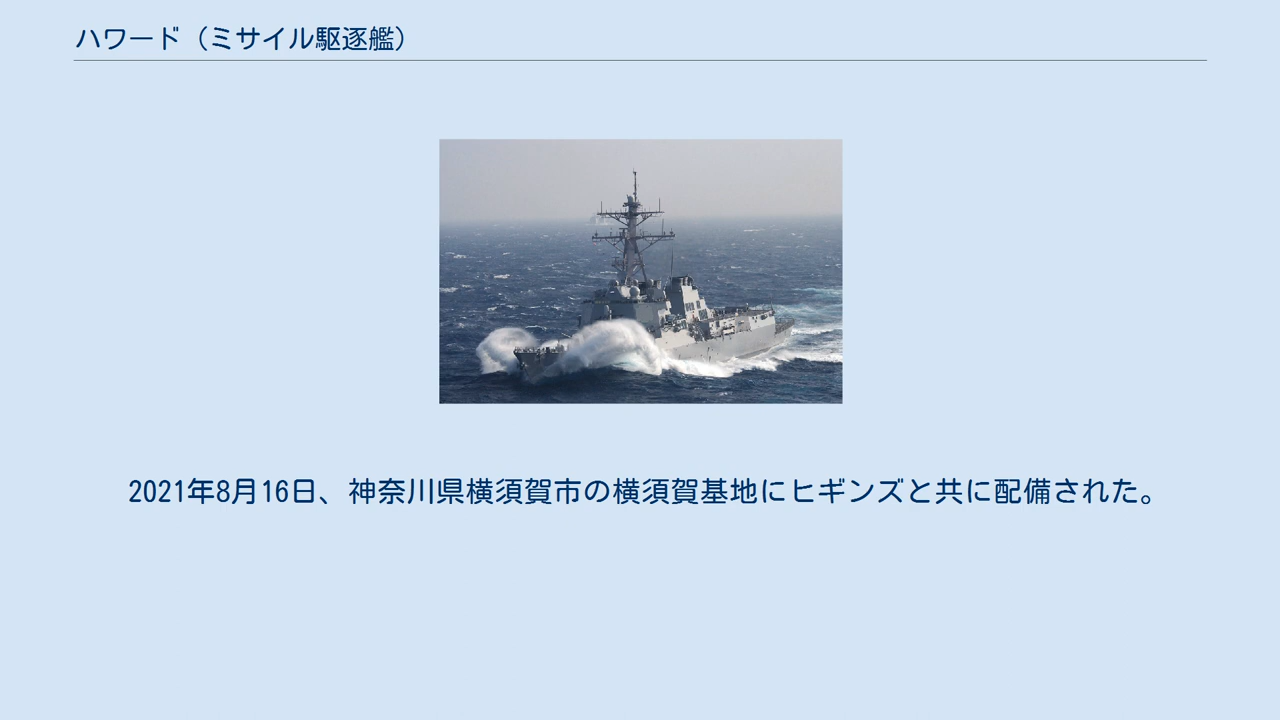 ハワード（ミサイル駆逐艦）
2021年8月16日、神奈川県横須賀市の横須賀基地にヒギンズと共に配備された。